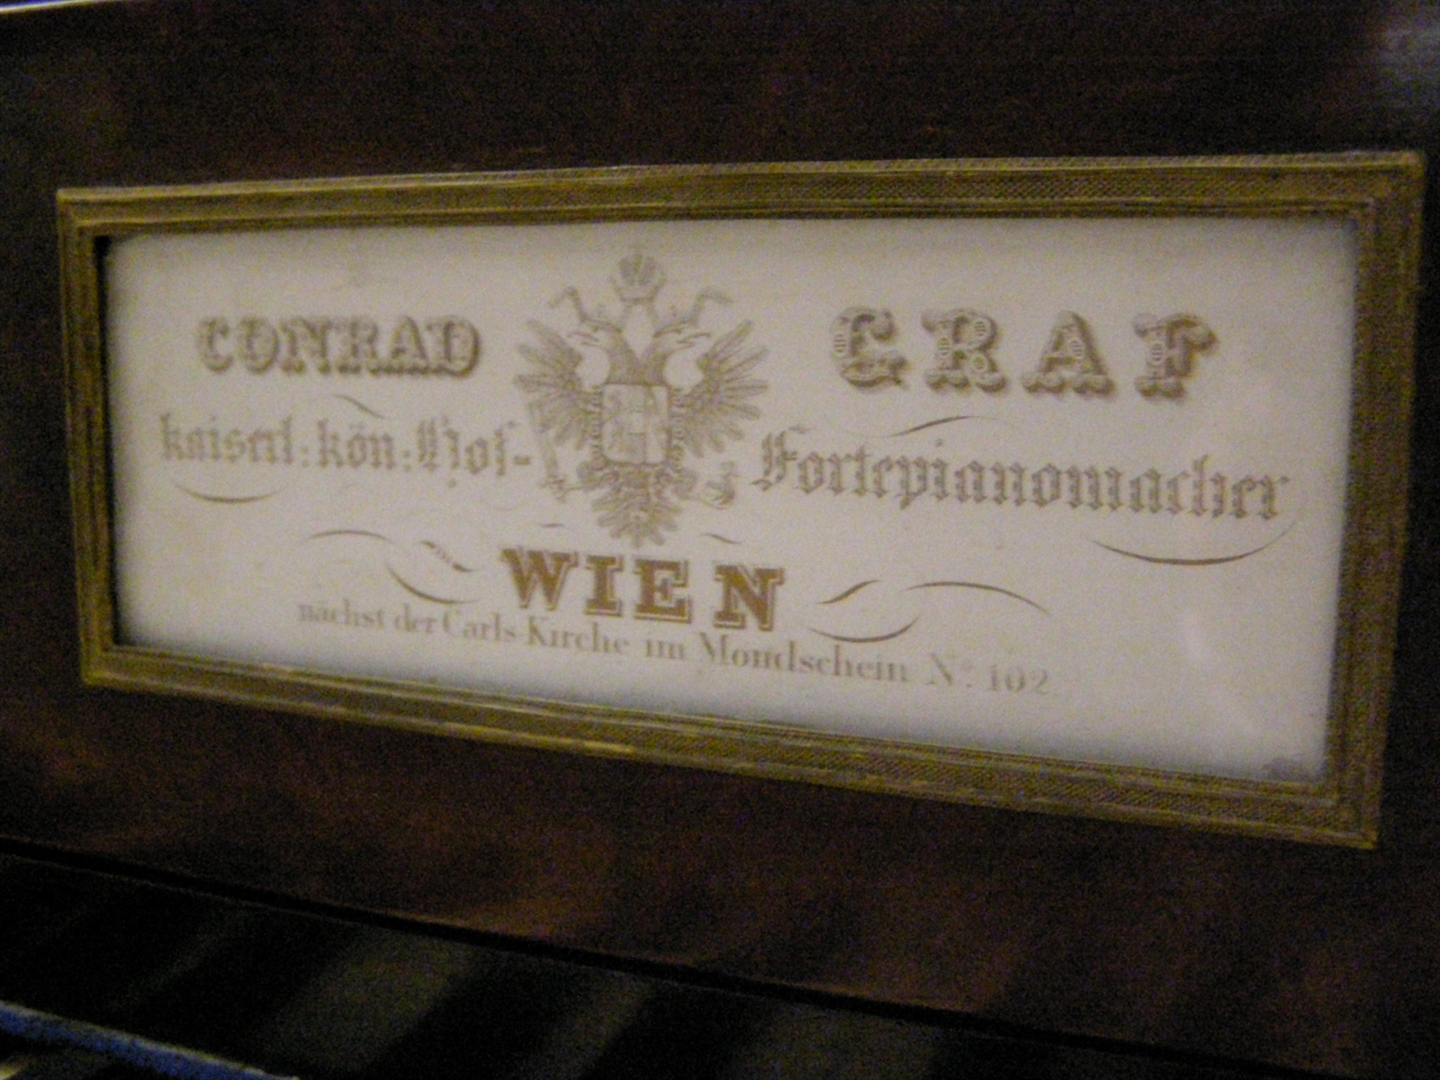 CONRAD GRAF
kaiserl: kön: Hof- Fortepianomacher
WIEN
nächst der Carls-Kirche im Mondschein No. 102